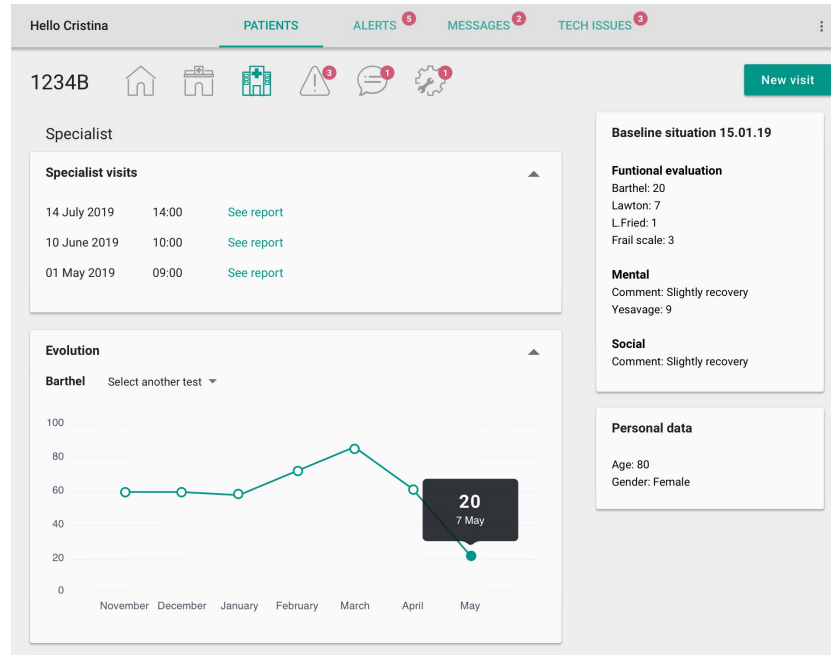 Hello Cristina
PATIENTS
ALERTS 5
MESSAGES 2
TECH ISSUES 3
1234B
3
1
1
New visit
Specialist
Specialist visits
14 July 2019 14:00 See report
10 June 2019 10:00 See report
01 May 2019 09:00 See report
Evolution
Barthel Select another test
100
80
60
40
20
0
20
7 May
November December January February March April May
Baseline situation 15.01.19
Funtional evaluation
Barthel: 20
Lawton: 7
L.Fried: 1
Frail scale: 3
Mental
Comment: Slightly recovery
Yesavage: 9
Social
Comment: Slightly recovery
Personal data
Age: 80
Gender: Female